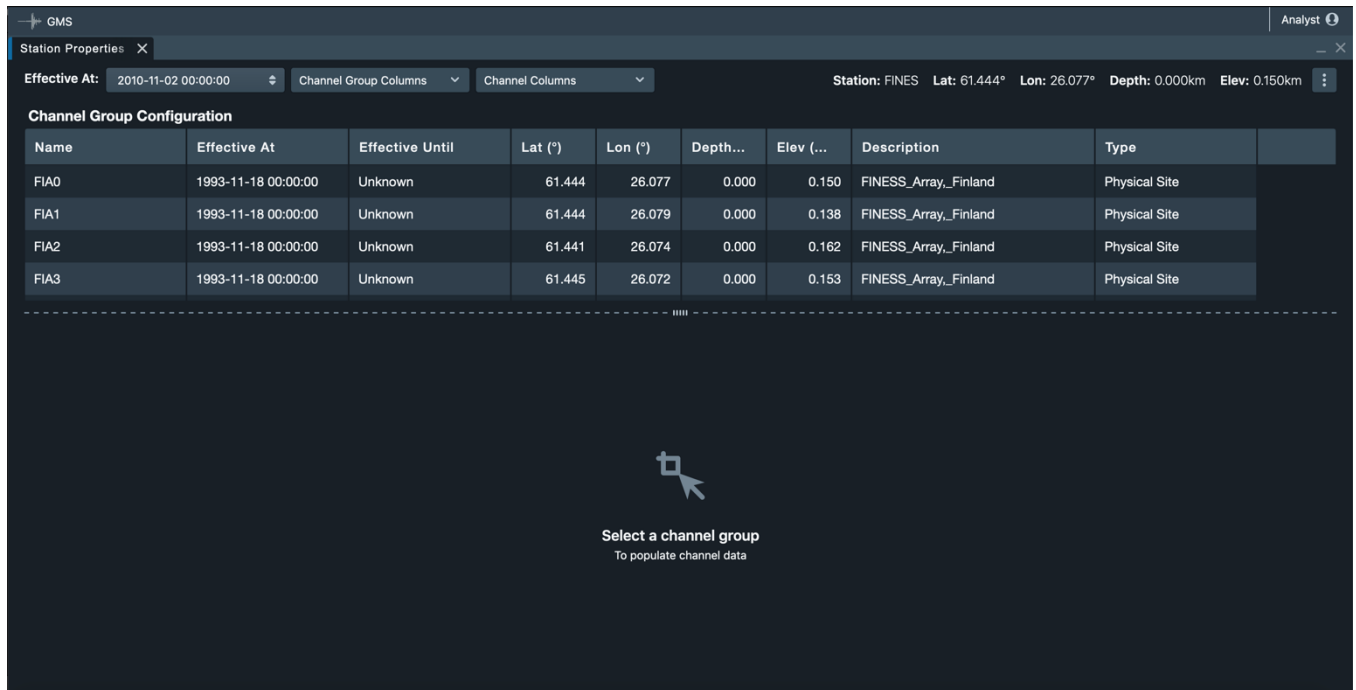 GMS Analyst
Station Properties
Effective At: 2010-11-02 00:00:00 Channel Group Columns Channel Columns Station: FINES Lat: 61.444° Lon: 26.077° Depth: 0.000km Elev: 0.150km
Channel Group Configuration
Name Effective At Effective Until Lat (°) Lon (°) Depth... Elev (... Description Type
FIA0 1993-11-18 00:00:00 Unknown 61.444 26.077 0.000 0.150 FINESS_Array,_Finland Physical Site
FIA1 1993-11-18 00:00:00 Unknown 61.444 26.079 0.000 0.138 FINESS_Array,_Finland Physical Site
FIA2 1993-11-18 00:00:00 Unknown 61.441 26.074 0.000 0.162 FINESS_Array,_Finland Physical Site
FIA3 1993-11-18 00:00:00 Unknown 61.445 26.072 0.000 0.153 FINESS_Array,_Finland Physical Site
Select a channel group
To populate channel data